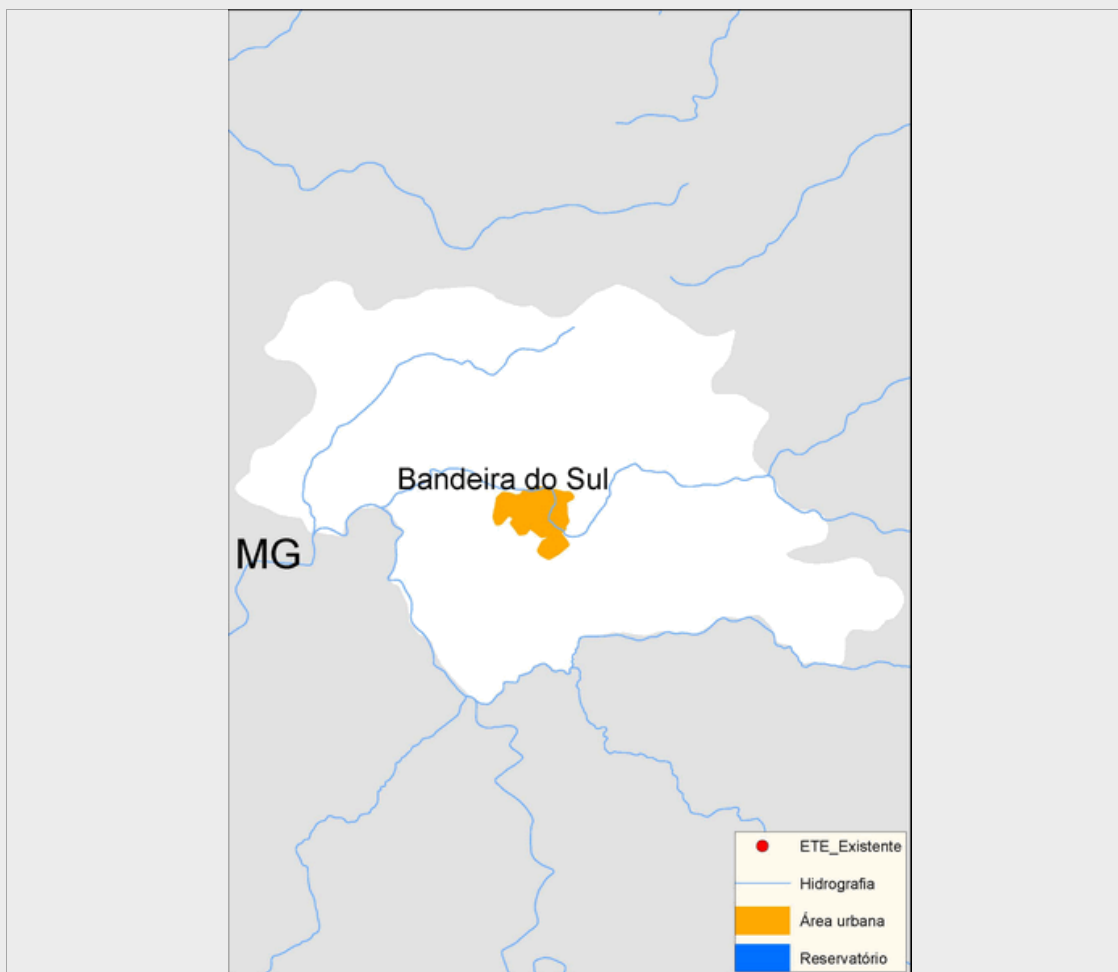 Bandeira do Sul
MG
ETE_Existente
Hidrografia
Área urbana
Reservatório